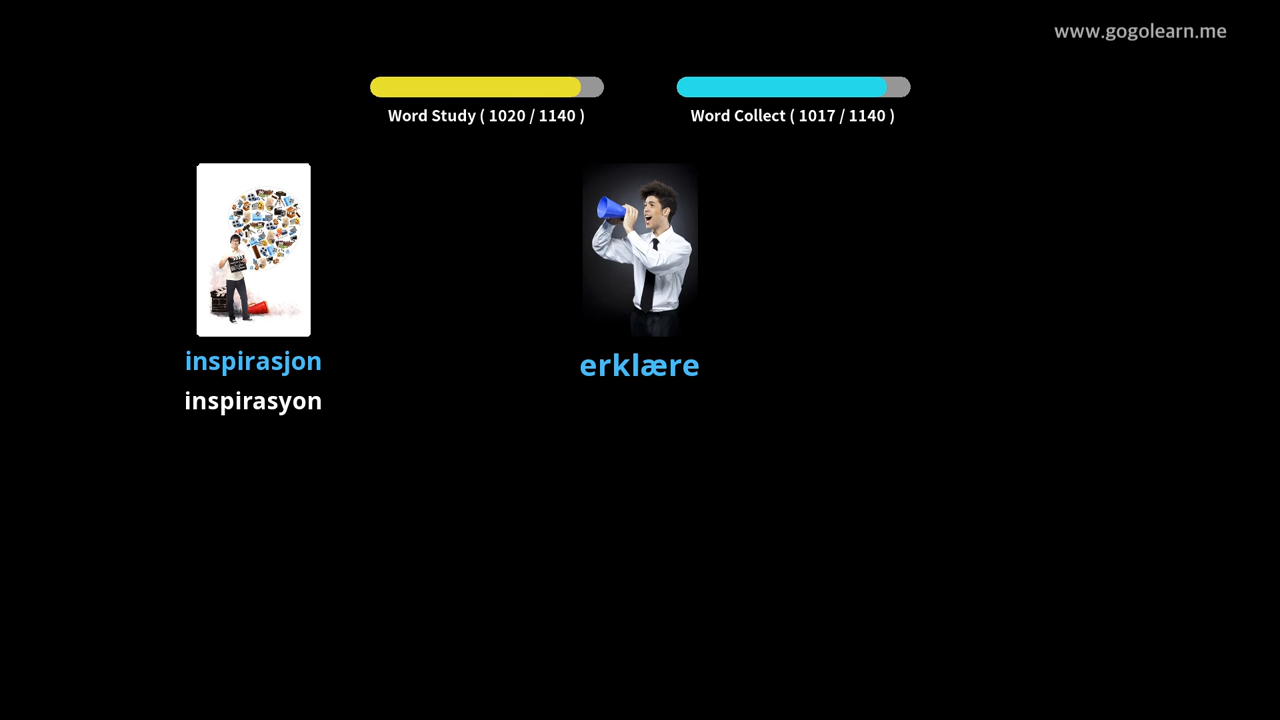 www.gogolearn.me
Word Study ( 1020 / 1140 )
Word Collect ( 1017 / 1140 )
inspirasjon
inspirasyon
erklære